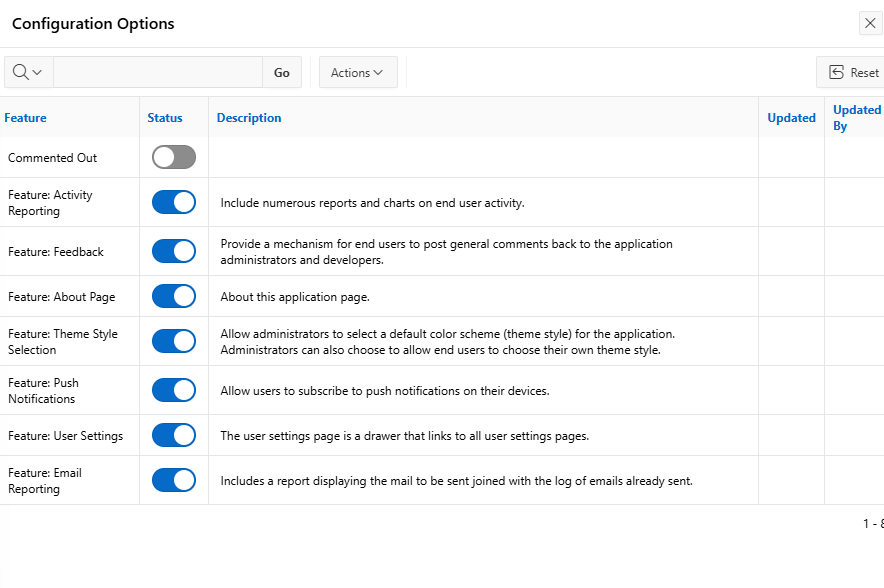 Configuration Options
Go
Actions
Reset
Feature
Status
Description
Updated
Updated
By
Commented Out
Feature: Activity
Reporting
Include numerous reports and charts on end user activity.
Feature: Feedback
Provide a mechanism for end users to post general comments back to the application
administrators and developers.
Feature: About Page
About this application page.
Feature: Theme Style
Selection
Allow administrators to select a default color scheme (theme style) for the application.
Administrators can also choose to allow end users to choose their own theme style.
Feature: Push
Notifications
Allow users to subscribe to push notifications on their devices.
Feature: User Settings
The user settings page is a drawer that links to all user settings pages.
Feature: Email
Reporting
Includes a report displaying the mail to be sent joined with the log of emails already sent.
1 - 8